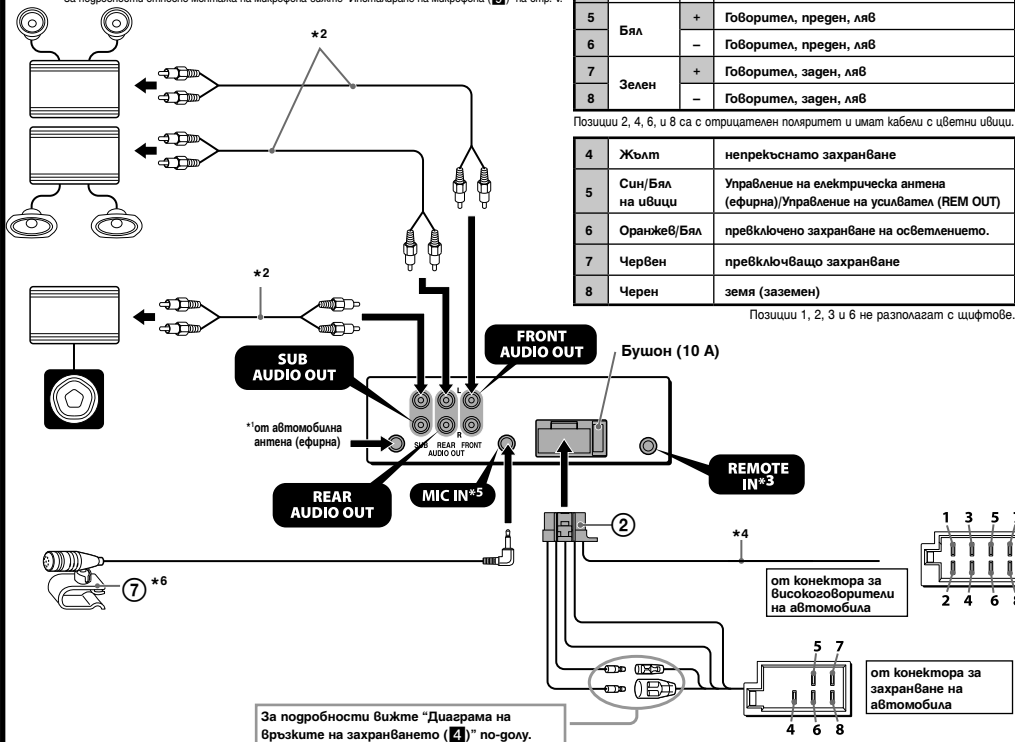 За подробности относно монтажа на микрофона вижте "Инсталиране на микрофона (5)" на стр. v.
5 Бял + Говорител, преден, ляв
6 – Говорител, преден, ляв
7 Зелен + Говорител, заден, ляв
8 – Говорител, заден, ляв
Позиции 2, 4, 6, и 8 са с отрицателен поляритет и имат кабели с цветни ивици.
4 Жълт непрекъснато захранване
5 Син/Бял на ивици Управление на електрическа антена
(ефирна)/Управление на усилвател (REM OUT)
6 Оранжев/Бял превключено захранване на осветлението.
7 Червен превключващо захранване
8 Черен земя (заземен)
Позиции 1, 2, 3 и 6 не разполагат с щифтове.
*2
*2
SUB
AUDIO OUT
FRONT
AUDIO OUT
Бушон (10 A)
*1от автомобилна
антена (ефирна)
L
R
SUB REAR FRONT
AUDIO OUT
REAR
AUDIO OUT
MIC IN*5
REMOTE
IN*3
2
*4
7 *6
1 3 5 7
2 4 6 8
от конектора за
високоговорители
на автомобила
5 7
4 6 8
от конектора за
захранване на
автомобила
За подробности вижте “Диаграма на
връзките на захранването (4)” по-долу.